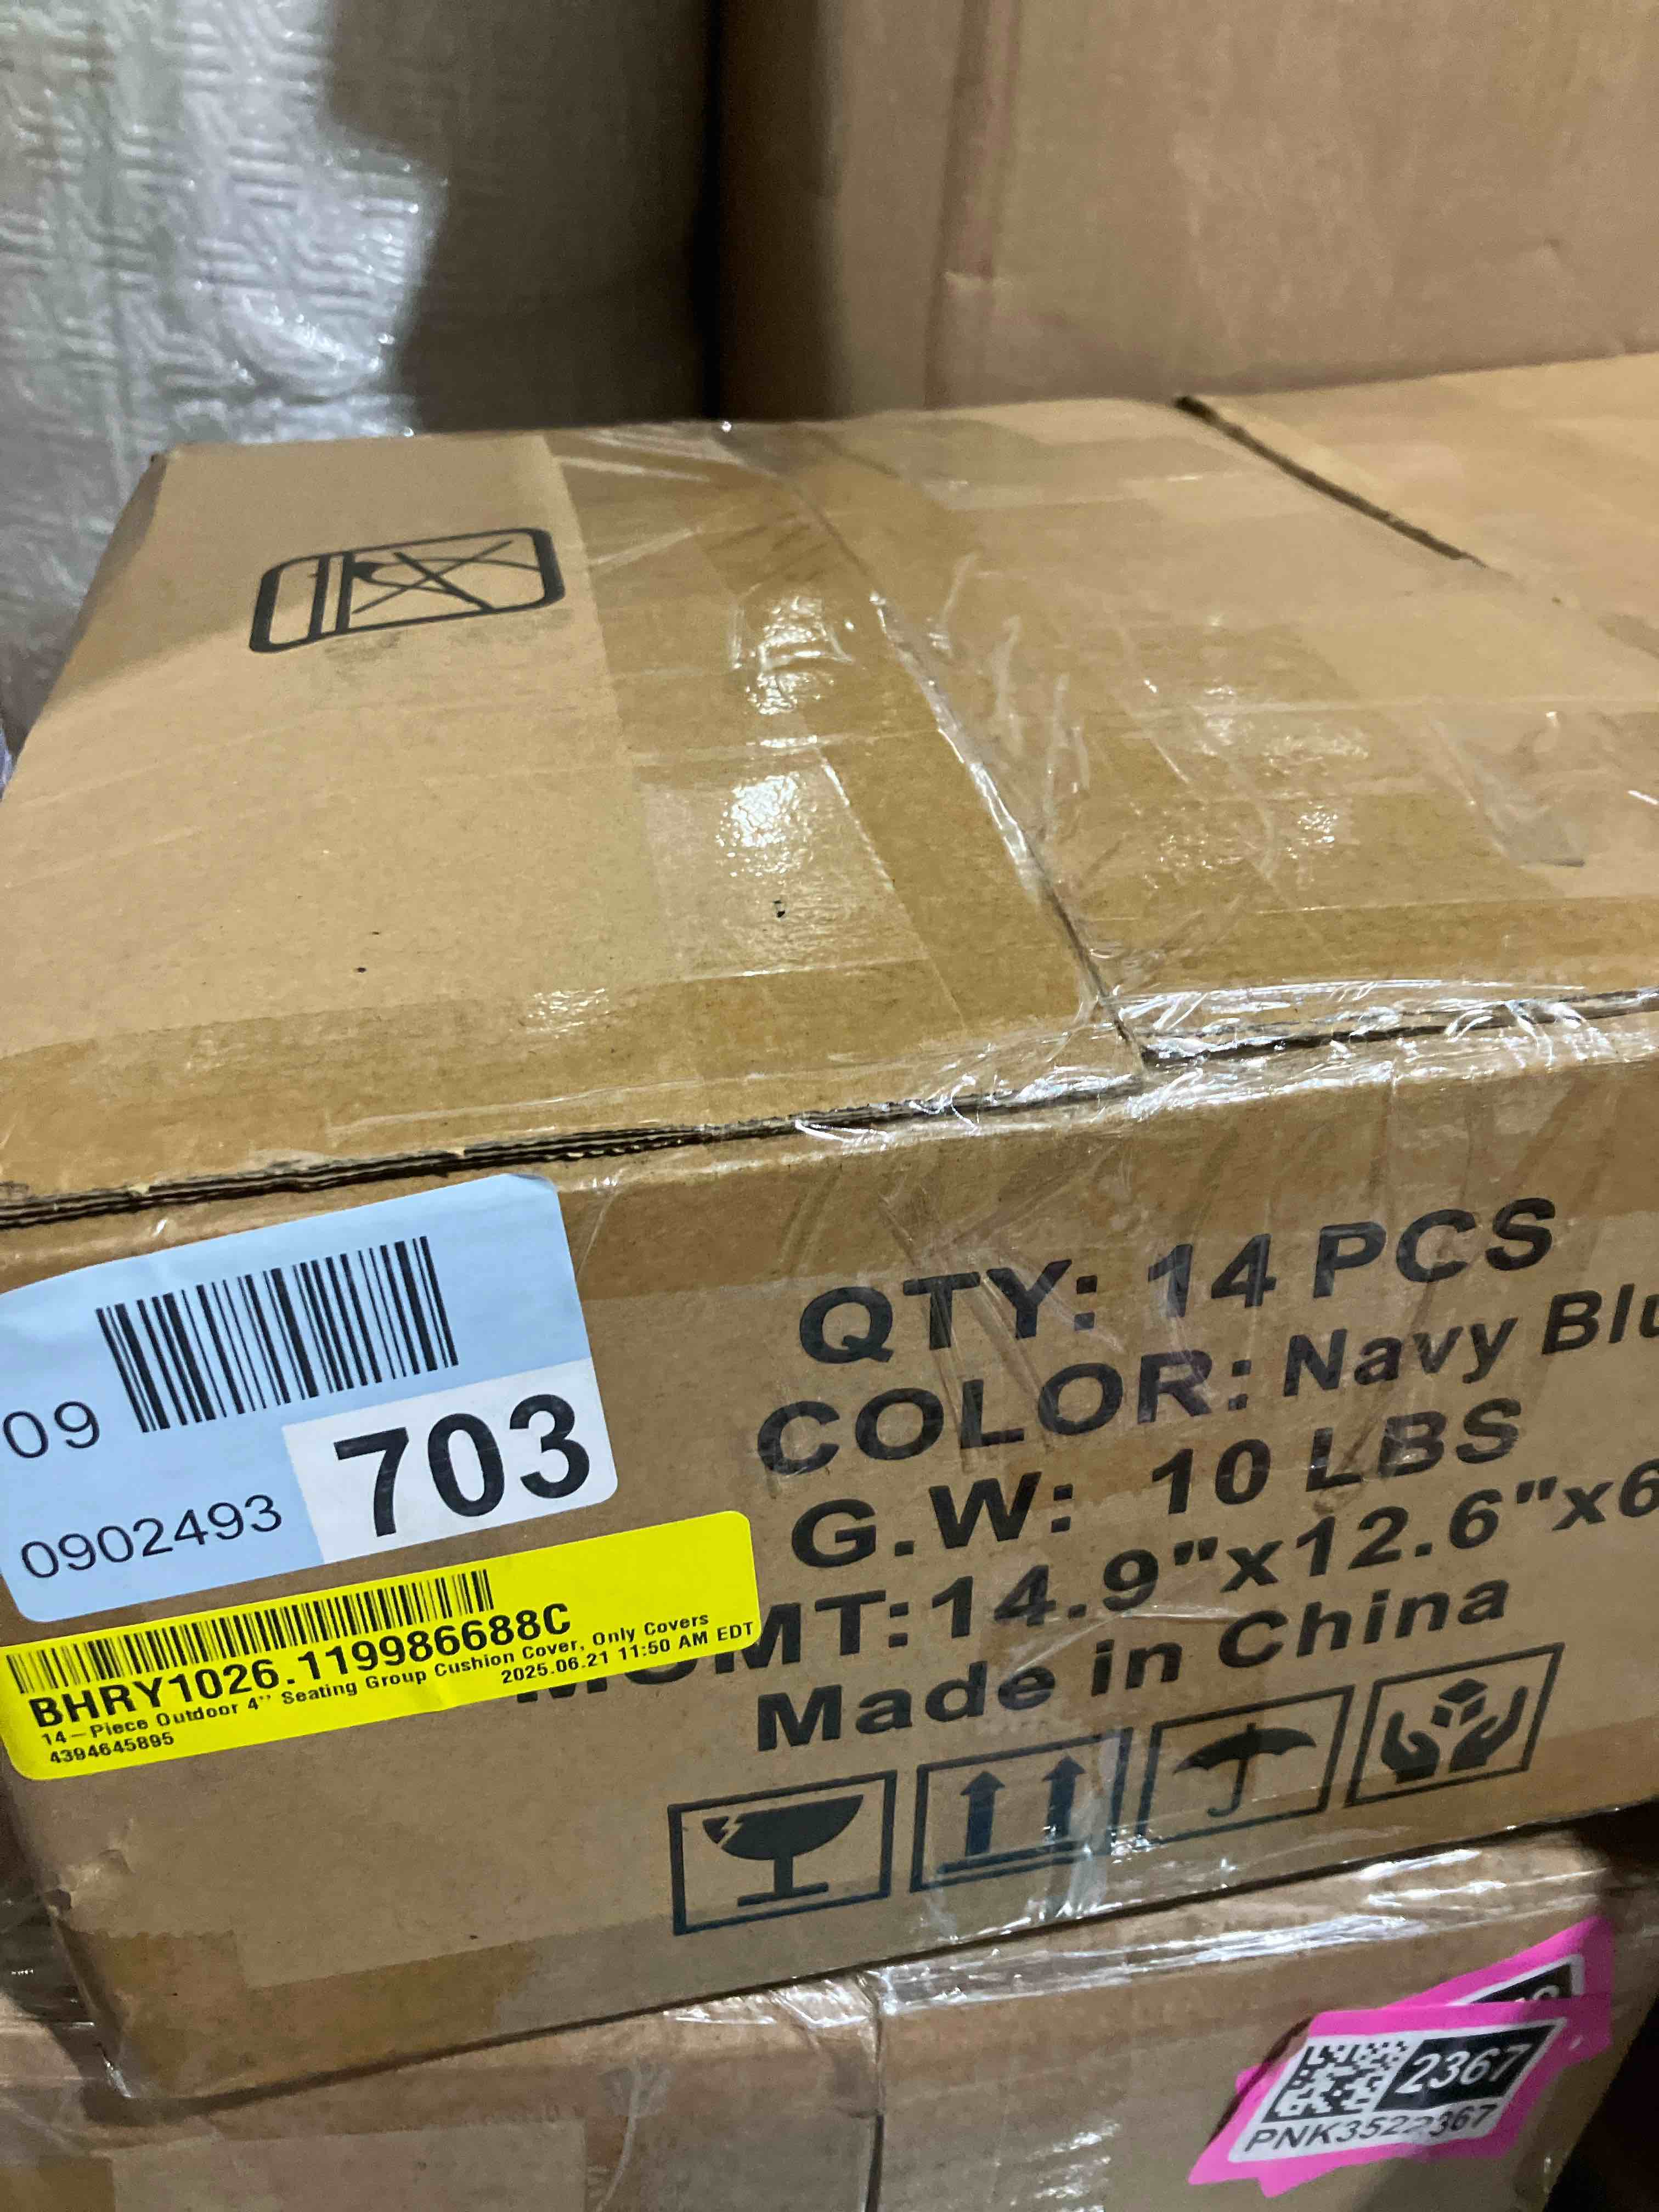 09
0902493
703
BHRY1026.119986688C
14-Piece Outdoor 4'' Seating Group Cushion Cover, Only Covers
4394645895
2025.06.21 11:50 AM EDT
QTY: 14 PCS
COLOR: Navy Blu
G.W: 10 LBS
MT:14.9"x12.6"x6
Made in China
2367
PNK3522367